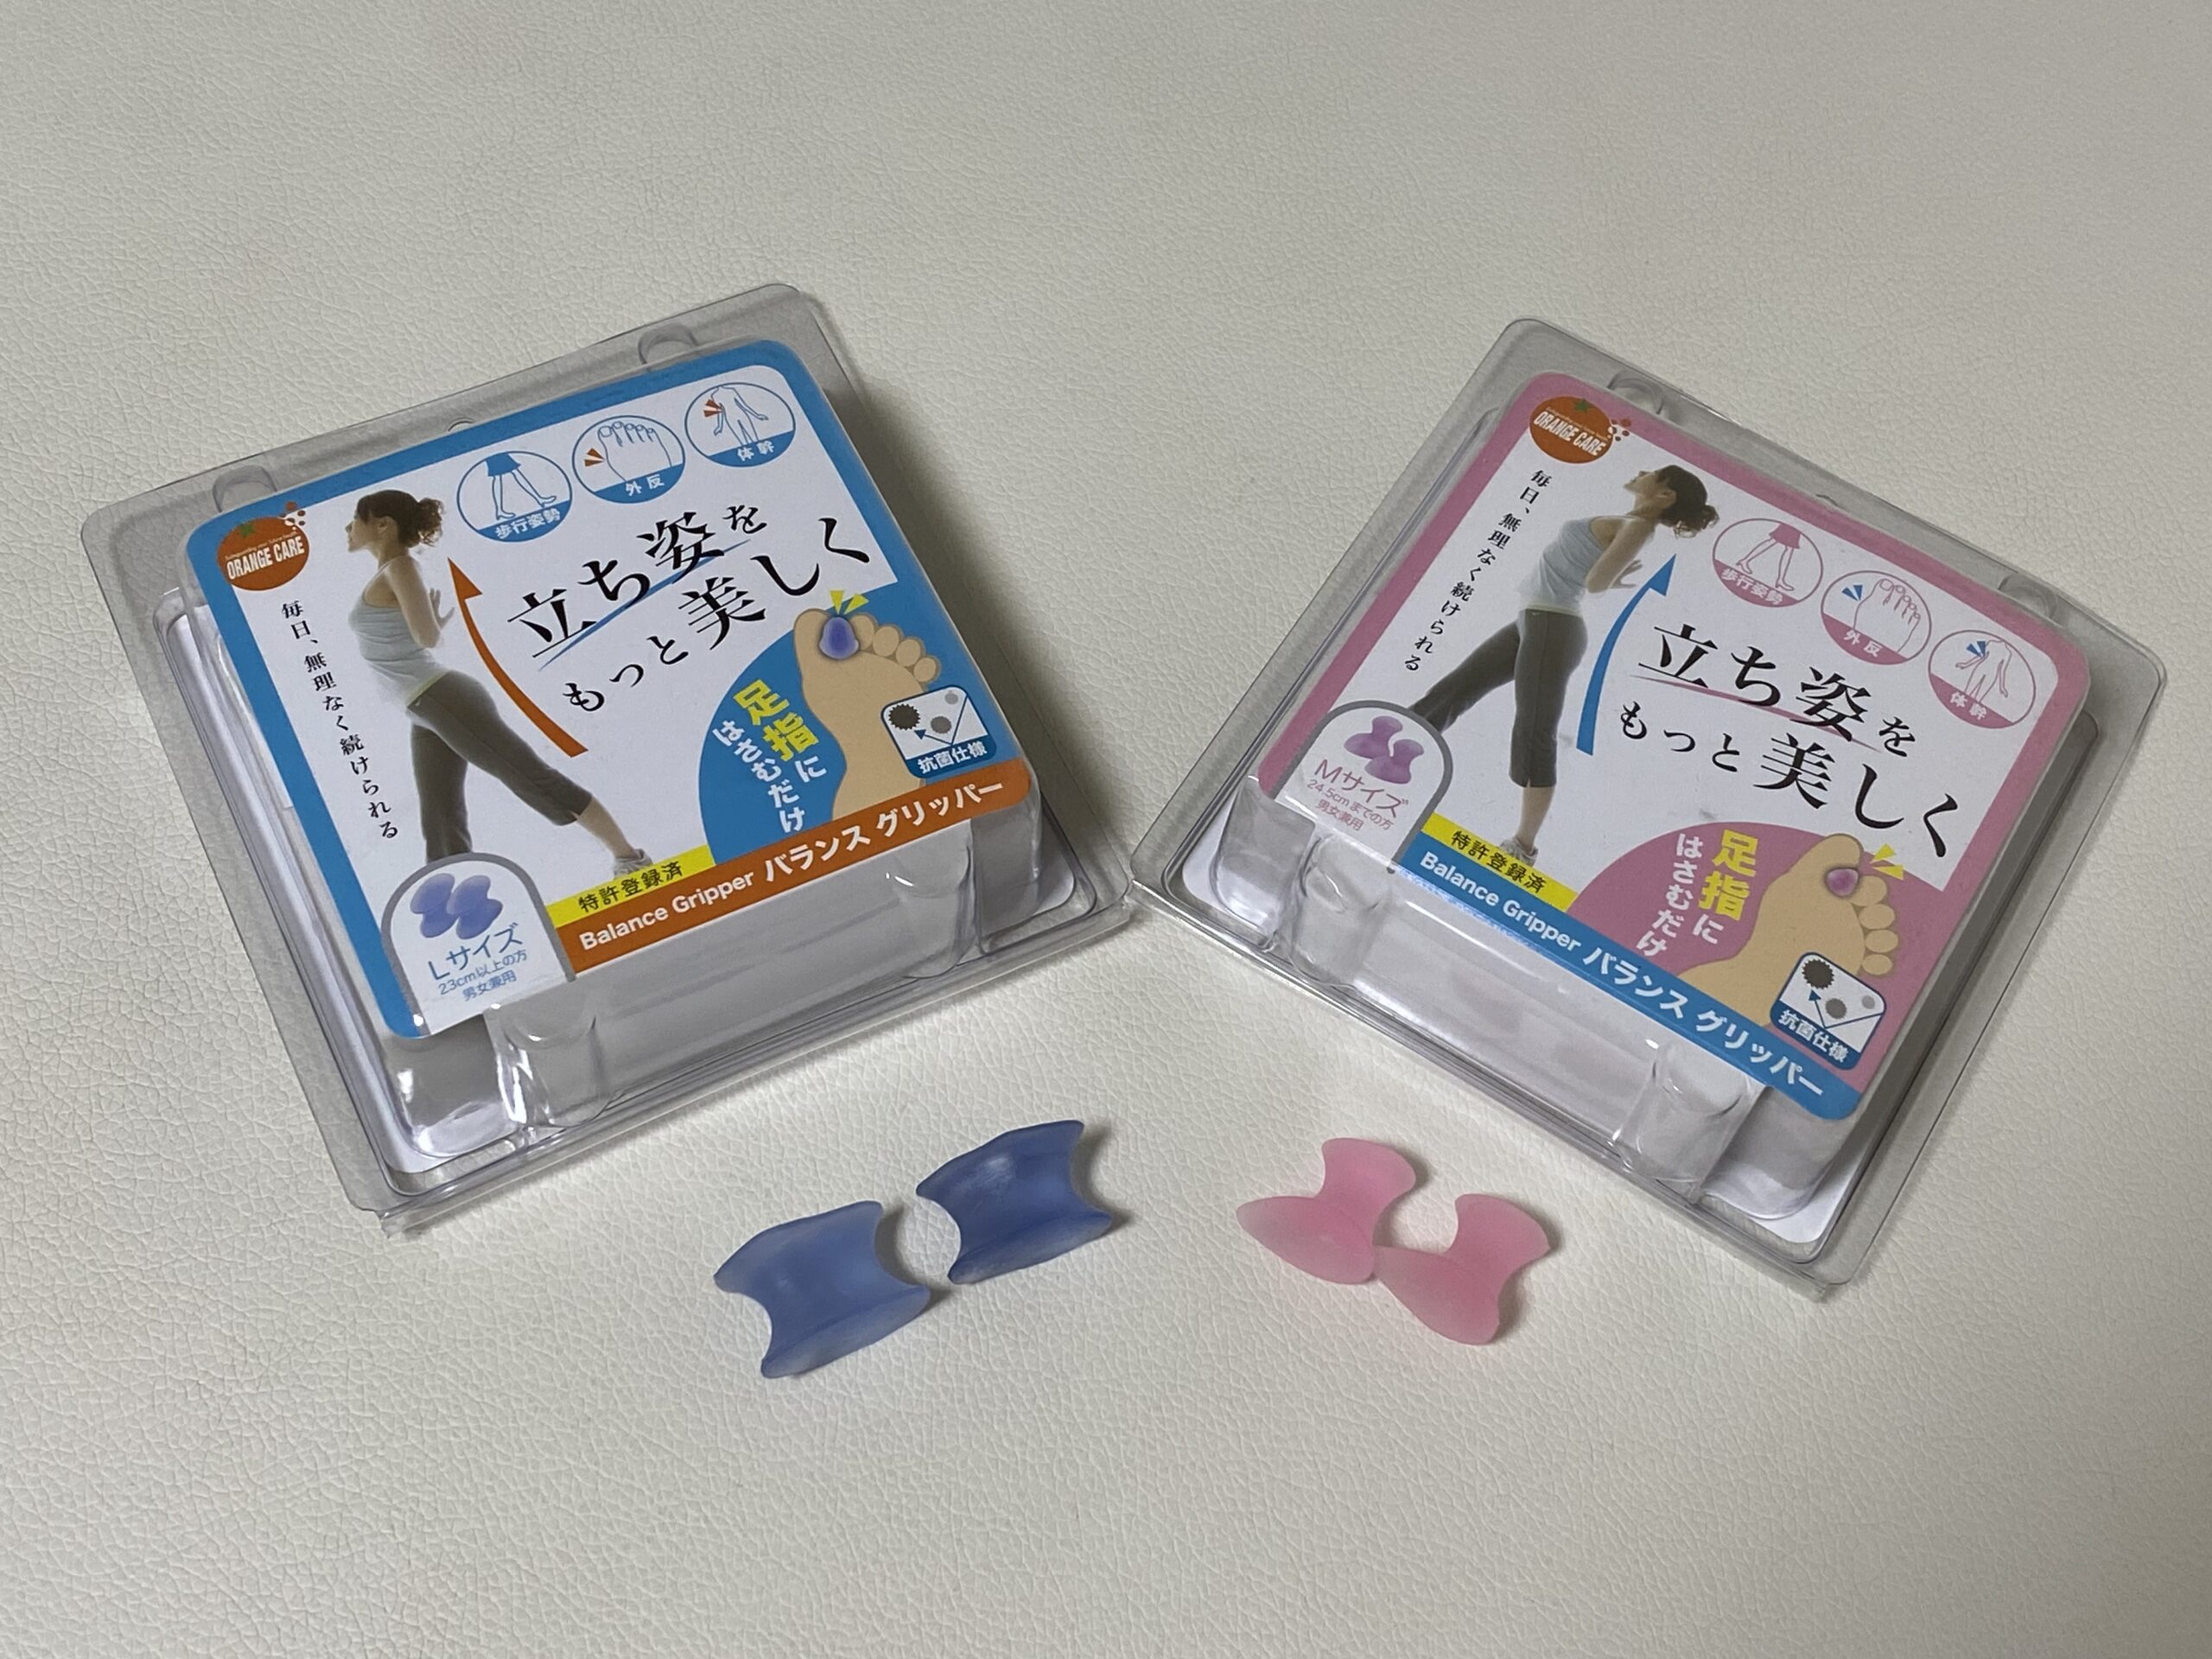 ORANGE CARE
歩行姿勢
外反
体幹
毎日、無理なく続けられる
立ち姿を
もっと美しく
足指に
はさむだけ
抗菌仕様
特許登録済
Balance Gripper バランス グリッパー
Lサイズ
23cm以上の方
男女兼用
ORANGE CARE
毎日、無理なく続けられる
歩行姿勢
外反
体幹
立ち姿を
もっと美しく
Mサイズ
24.5cmまでの方
男女兼用
特許登録済
Balance Gripper バランス グリッパー
足指に
はさむだけ
抗菌仕様